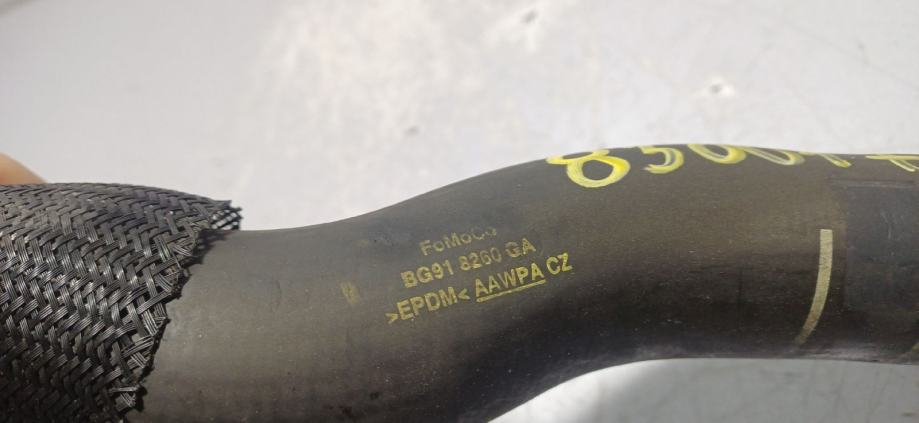 FoMoCo
BG91 8260 GA
>EPDM< AAWPA CZ